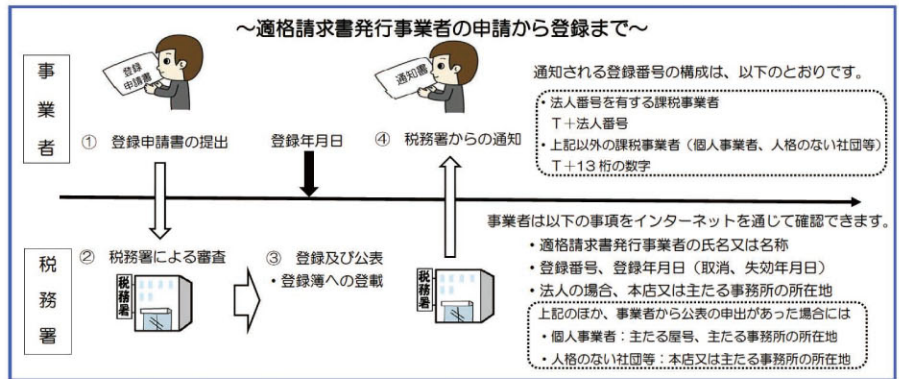 ～適格請求書発行事業者の申請から登録まで～
事業者
登録
申請書
通知書
① 登録申請書の提出
登録年月日
④ 税務署からの通知
通知される登録番号の構成は、以下のとおりです。
・法人番号を有する課税事業者
T＋法人番号
・上記以外の課税事業者（個人事業者、人格のない社団等）
T＋13桁の数字
税務署
② 税務署による審査
税務署
③ 登録及び公表
・登録簿への登載
税務署
事業者は以下の事項をインターネットを通じて確認できます。
・適格請求書発行事業者の氏名又は名称
・登録番号、登録年月日（取消、失効年月日）
・法人の場合、本店又は主たる事務所の所在地
上記のほか、事業者から公表の申出があった場合には
・個人事業者：主たる屋号、主たる事務所の所在地
・人格のない社団等：本店又は主たる事務所の所在地